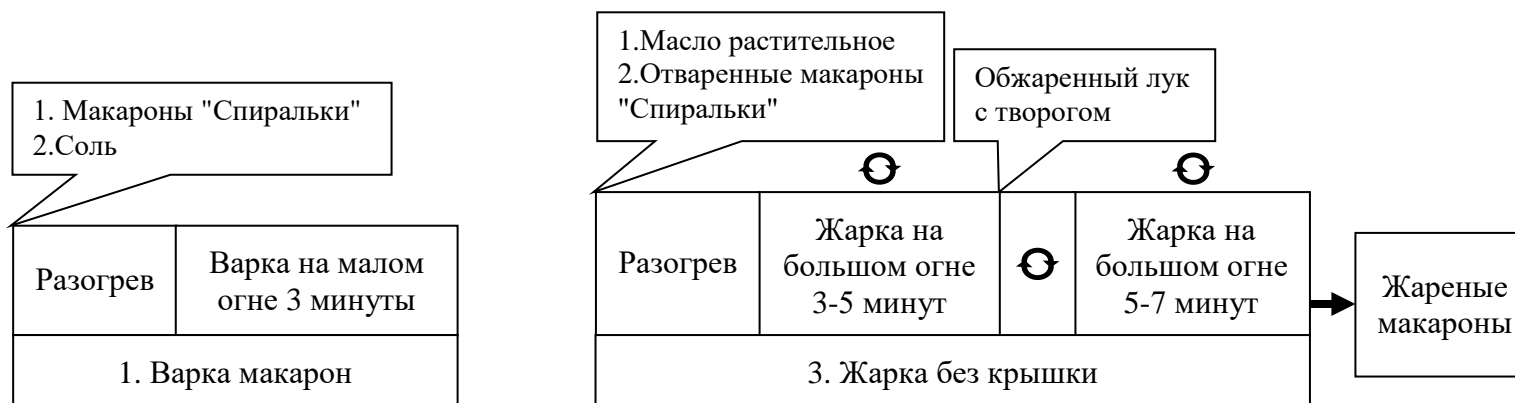 1. Макароны "Спиральки"
2.Соль
Разогрев
Варка на малом
огне 3 минуты
1. Варка макарон
1.Масло растительное
2.Отваренные макароны
"Спиральки"
Обжаренный лук
с творогом
Разогрев
Жарка на
большом огне
3-5 минут
Жарка на
большом огне
5-7 минут
3. Жарка без крышки
Жареные
макароны